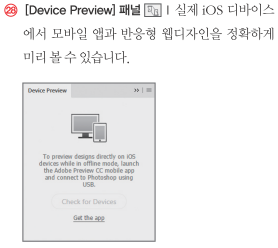 ㉘ [Device Preview] 패널 | 실제 iOS 디바이스
에서 모바일 앱과 반응형 웹디자인을 정확하게
미리 볼 수 있습니다.
Device Preview
To preview designs directly on iOS
devices while in offline mode, launch
the Adobe Preview CC mobile app
and connect to Photoshop using
USB.
Check for Devices
Get the app